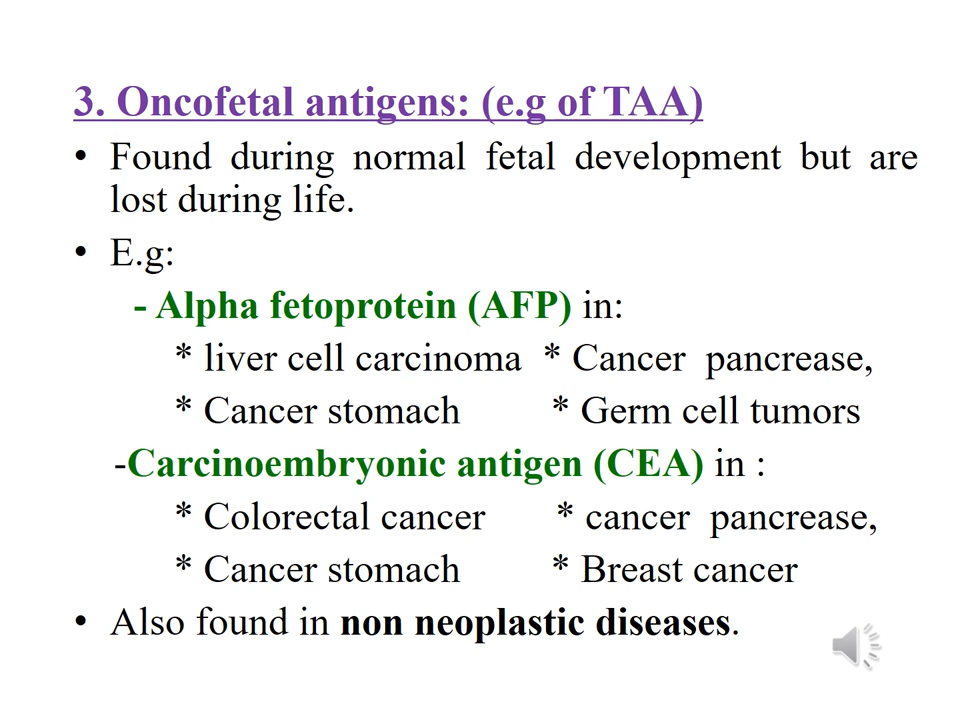 3. Oncofetal antigens: (e.g of TAA)
• Found during normal fetal development but are
lost during life.
• E.g:
- Alpha fetoprotein (AFP) in:
* liver cell carcinoma * Cancer pancrease,
* Cancer stomach * Germ cell tumors
-Carcinoembryonic antigen (CEA) in :
* Colorectal cancer * cancer pancrease,
* Cancer stomach * Breast cancer
• Also found in non neoplastic diseases.